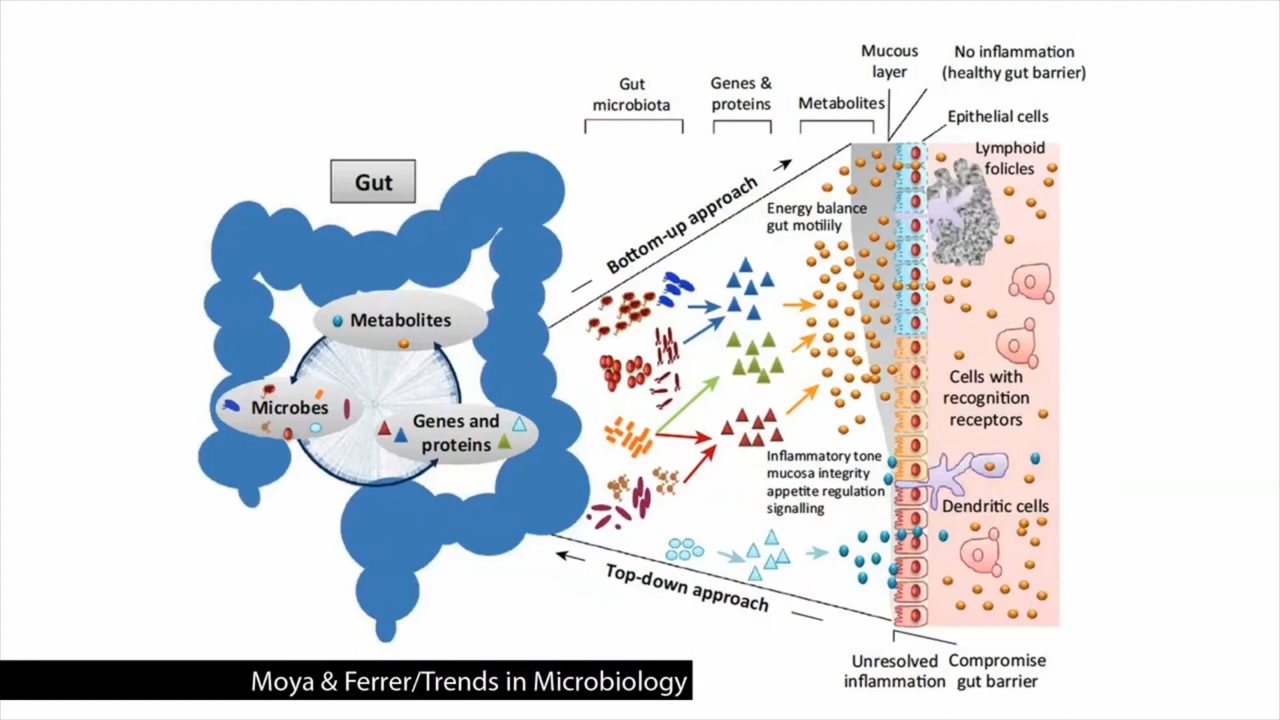 Mucous
layer
No inflammation
(healthy gut barrier)
Gut
microbiota
Genes &
proteins
Metabolites
Epithelial cells
Lymphoid
folicles
Gut
Bottom-up approach
Energy balance
gut motilily
Metabolites
Microbes
Genes and
proteins
Cells with
recognition
receptors
Inflammatory tone
mucosa integrity
appetite regulation
signalling
Dendritic cells
Top-down approach
Unresolved
inflammation
Compromise
gut barrier
Moya & Ferrer/Trends in Microbiology